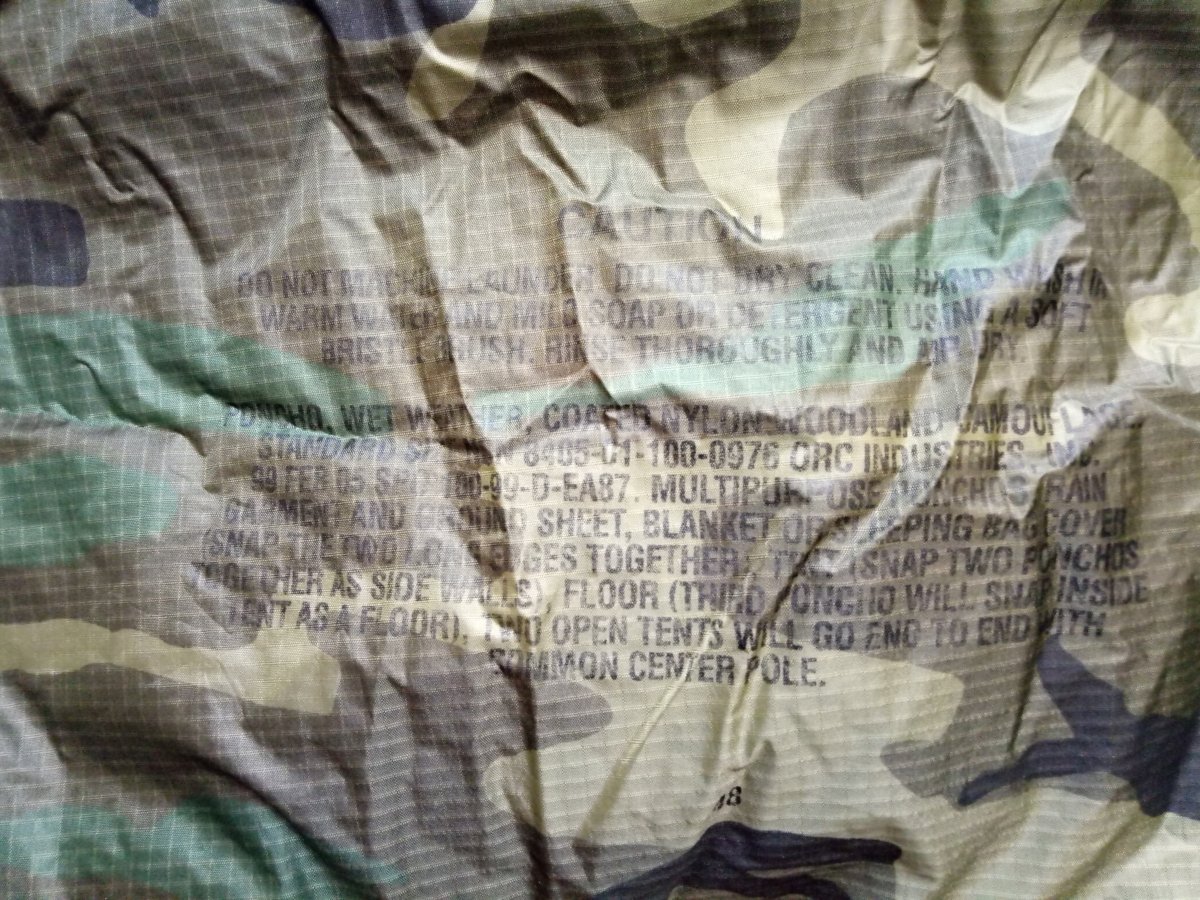 CAUTION
DO NOT MACHINE LAUNDER. DO NOT DRY CLEAN. HAND WASH IN
WARM WATER AND MILD SOAP OR DETERGENT USING A SOFT
BRISTLE BRUSH. RINSE THOROUGHLY AND AIR DRY.
PONCHO, WET WEATHER, COATED NYLON WOODLAND CAMOUFLAGE.
STANDARD 8405-01-100-0976 ORC INDUSTRIES, INC.
99 FEB 05 100-99-D-EA87. MULTIPURPOSE PONCHO: RAIN
GARMENT AND GROUND SHEET, BLANKET OR SLEEPING BAG COVER
(SNAP THE TWO LONG EDGES TOGETHER), TENT (SNAP TWO PONCHOS
TOGETHER AS SIDE WALLS), FLOOR (THIRD PONCHO WILL SNAP INSIDE
TENT AS A FLOOR). TWO OPEN TENTS WILL GO END TO END WITH
COMMON CENTER POLE.